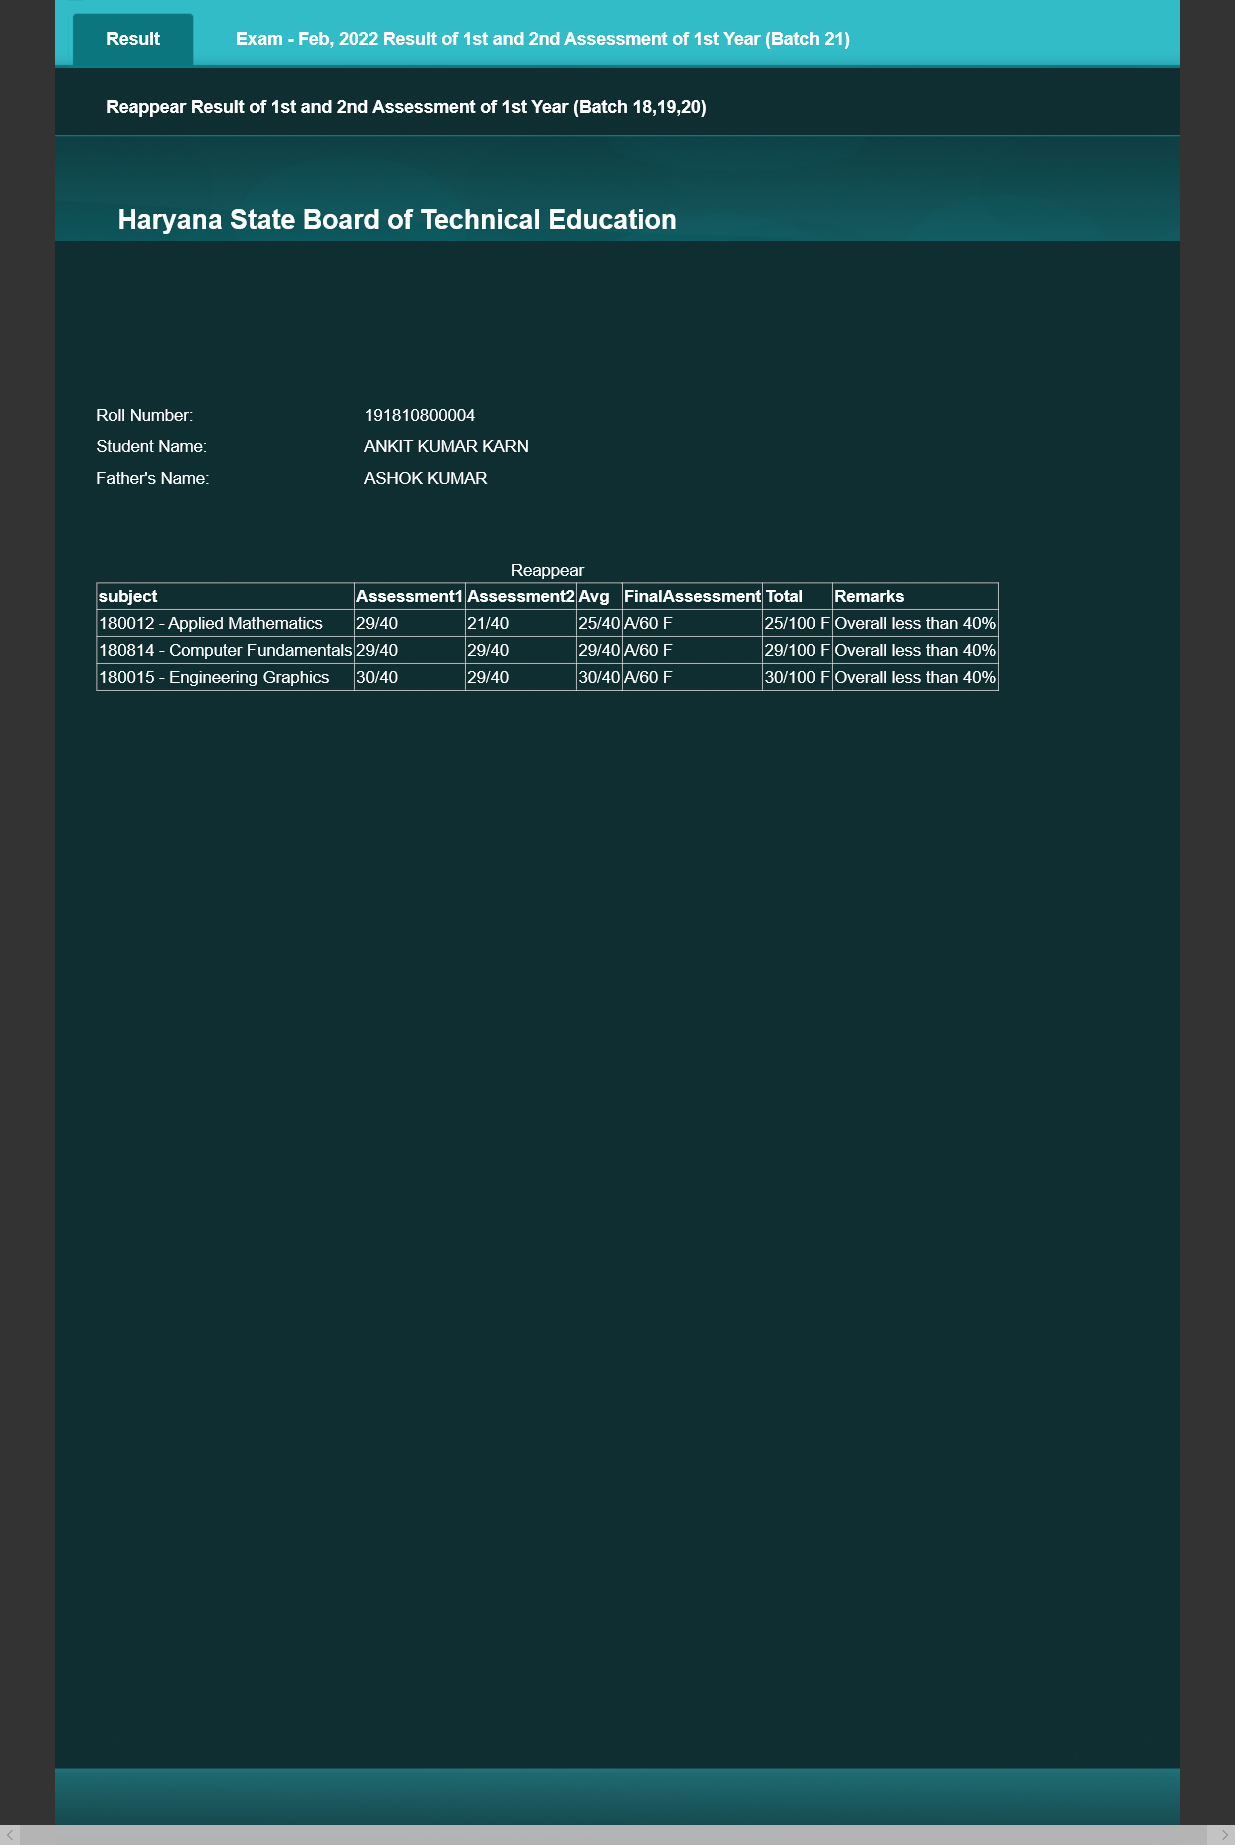 Result Exam - Feb, 2022 Result of 1st and 2nd Assessment of 1st Year (Batch 21)
Reappear Result of 1st and 2nd Assessment of 1st Year (Batch 18,19,20)
Haryana State Board of Technical Education
Roll Number: 191810800004
Student Name: ANKIT KUMAR KARN
Father's Name: ASHOK KUMAR
Reappear
subject Assessment1 Assessment2 Avg FinalAssessment Total Remarks
180012 - Applied Mathematics 29/40 21/40 25/40 A/60 F 25/100 F Overall less than 40%
180814 - Computer Fundamentals 29/40 29/40 29/40 A/60 F 29/100 F Overall less than 40%
180015 - Engineering Graphics 30/40 29/40 30/40 A/60 F 30/100 F Overall less than 40%